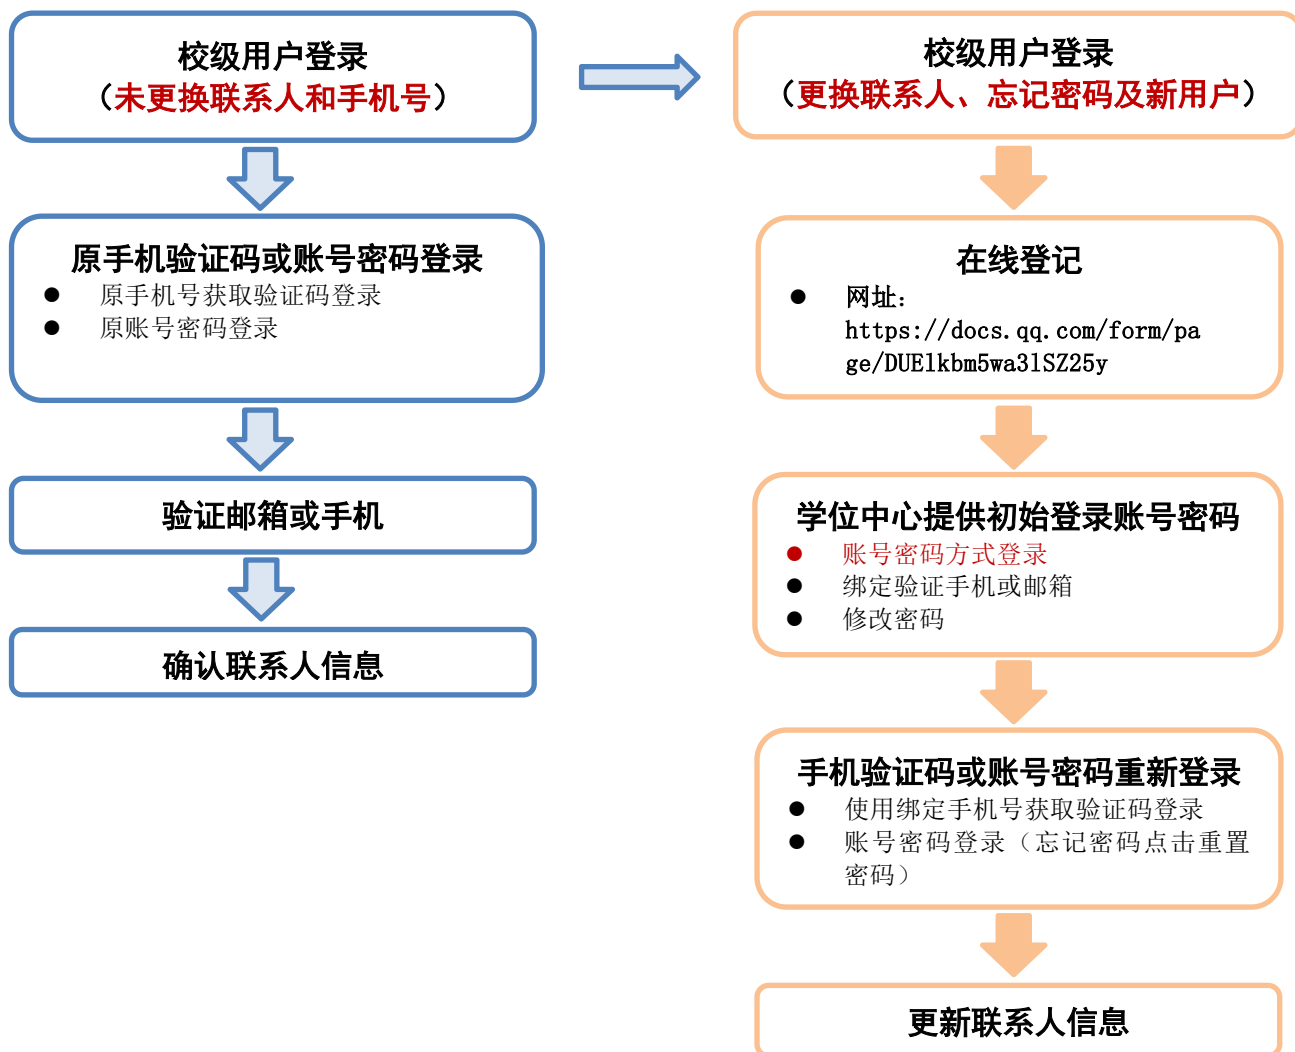 校级用户登录
（未更换联系人和手机号）
原手机验证码或账号密码登录
● 原手机号获取验证码登录
● 原账号密码登录
验证邮箱或手机
确认联系人信息
校级用户登录
（更换联系人、忘记密码及新用户）
在线登记
● 网址：
https://docs.qq.com/form/pa
ge/DUElkbm5wa3lSZ25y
学位中心提供初始登录账号密码
● 账号密码方式登录
● 绑定验证手机或邮箱
● 修改密码
手机验证码或账号密码重新登录
● 使用绑定手机号获取验证码登录
● 账号密码登录（忘记密码点击重置
密码）
更新联系人信息